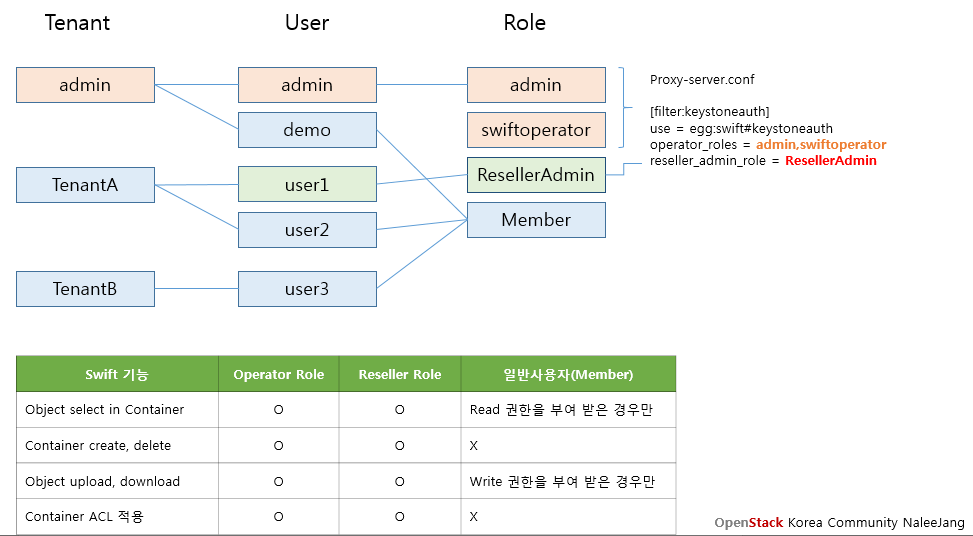 Tenant User Role
admin admin admin
demo swiftoperator
TenantA user1 ResellerAdmin
user2 Member
TenantB user3
Proxy-server.conf
[filter:keystoneauth]
use = egg:swift#keystoneauth
operator_roles = admin,swiftoperator
reseller_admin_role = ResellerAdmin
Swift 기능 Operator Role Reseller Role 일반사용자(Member)
Object select in Container O O Read 권한을 부여 받은 경우만
Container create, delete O O X
Object upload, download O O Write 권한을 부여 받은 경우만
Container ACL 적용 O O X
OpenStack Korea Community NaleeJang